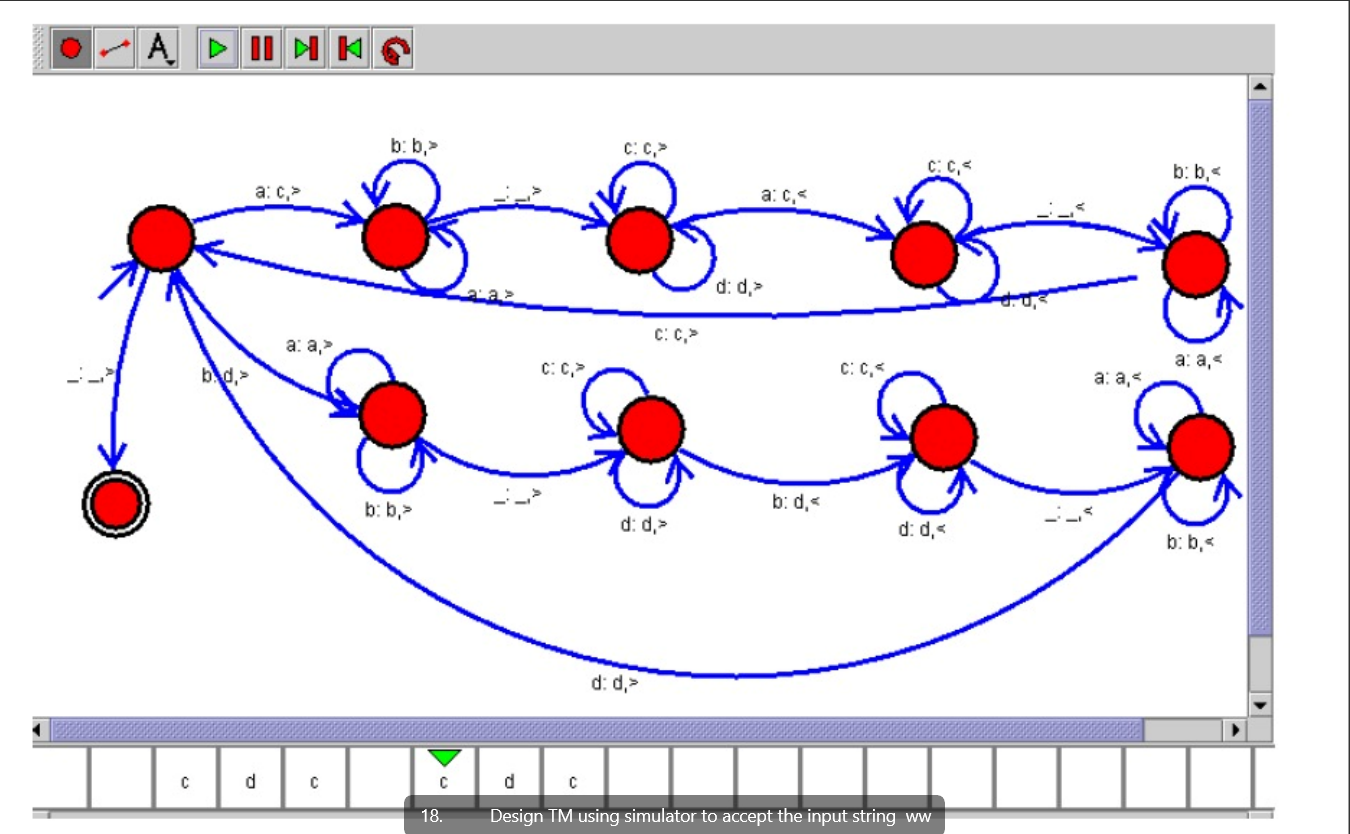 A
b: b,>
c: c,>
c: c,<
b: b,<
a: c,>
_: _,>
a: c,<
_: _,<
a: a,>
d: d,>
d: d,<
c: c,>
a: a,<
_: _,>
b: d,>
a: a,>
c: c,>
c: c,<
a: a,<
b: b,>
_: _,>
d: d,>
b: d,<
d: d,<
_: _,<
b: b,<
d: d,>
c d c c d c
18. Design TM using simulator to accept the input string ww